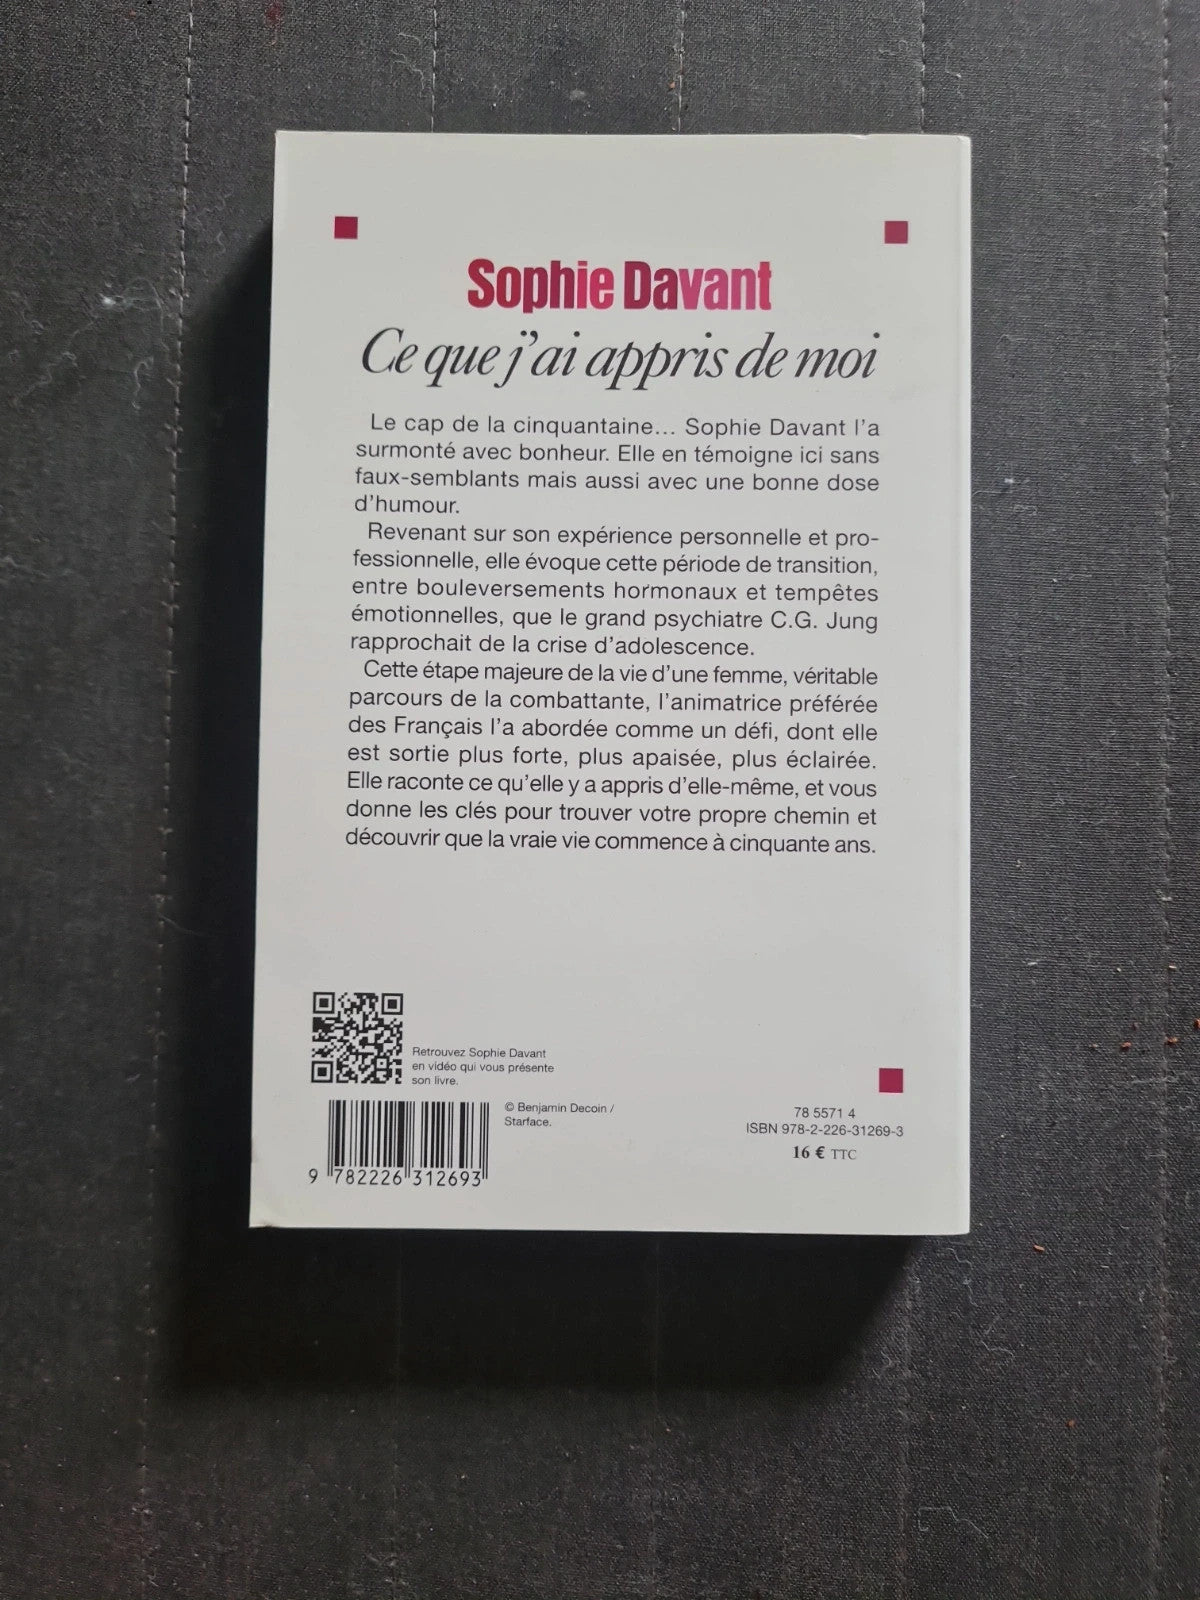 Sophie Davant
Ce que j'ai appris de moi
Le cap de la cinquantaine... Sophie Davant l'a
surmonté avec bonheur. Elle en témoigne ici sans
faux-semblants mais aussi avec une bonne dose
d'humour.
Revenant sur son expérience personnelle et pro-
fessionnelle, elle évoque cette période de transition,
entre bouleversements hormonaux et tempêtes
émotionnelles, que le grand psychiatre C.G. Jung
rapprochait de la crise d'adolescence.
Cette étape majeure de la vie d'une femme, véritable
parcours de la combattante, l'animatrice préférée
des Français l'a abordée comme un défi, dont elle
est sortie plus forte, plus apaisée, plus éclairée.
Elle raconte ce qu'elle y a appris d'elle-même, et vous
donne les clés pour trouver votre propre chemin et
découvrir que la vraie vie commence à cinquante ans.
Retrouvez Sophie Davant
en vidéo qui vous présente
son livre.
© Benjamin Decoin /
Starface.
9 782226 312693
78 5571 4
ISBN 978-2-226-31269-3
16 € TTC